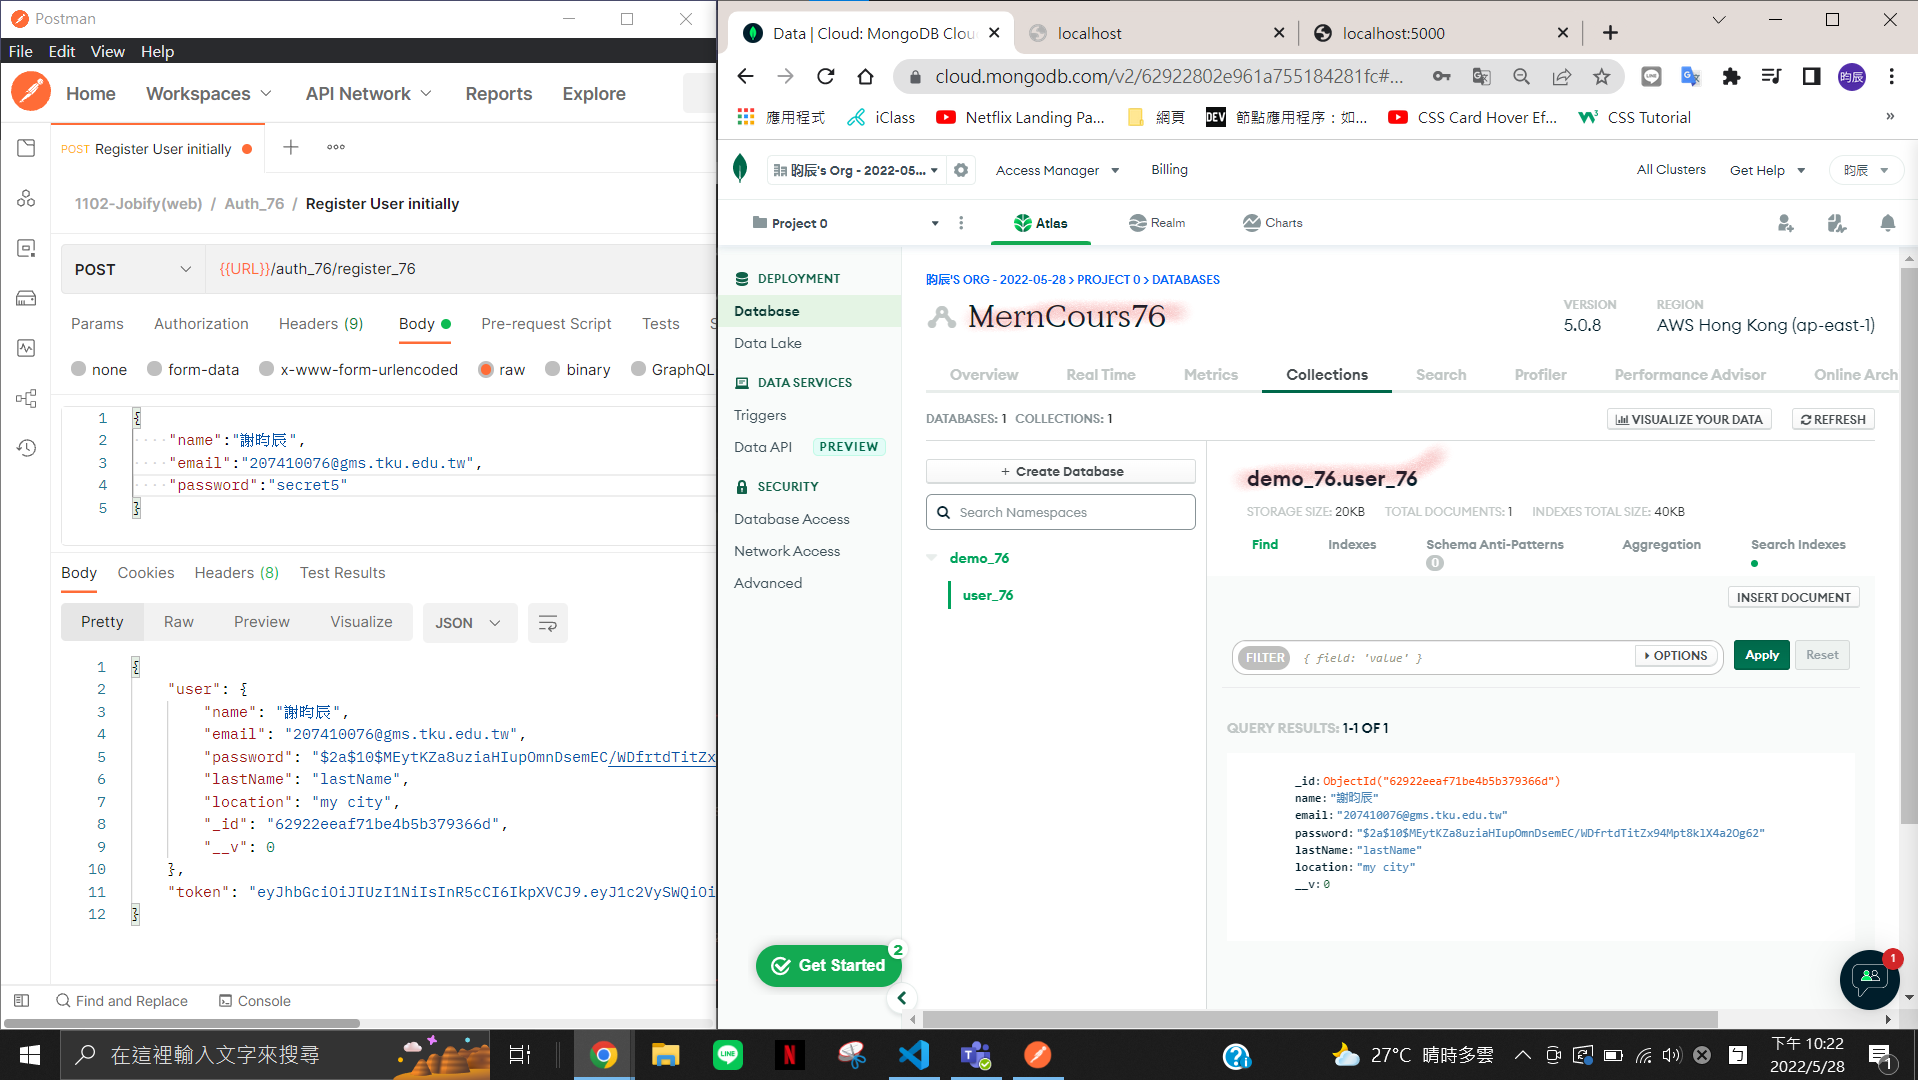 Postman
File Edit View Help
Home Workspaces API Network Reports Explore
POST Register User initially
1102-Jobify(web) / Auth_76 / Register User initially
POST {{URL}}/auth_76/register_76
Params Authorization Headers (9) Body Pre-request Script Tests S
none form-data x-www-form-urlencoded raw binary GraphQL
1 {
2 "name":"謝昀辰",
3 "email":"207410076@gms.tku.edu.tw",
4 "password":"secret5"
5 }
Body Cookies Headers (8) Test Results
Pretty Raw Preview Visualize JSON
1 {
2 "user": {
3 "name": "謝昀辰",
4 "email": "207410076@gms.tku.edu.tw",
5 "password": "$2a$10$MEytKZa8uziaHIupOmnDsemEC/WDfrtdTitZx
6 "lastName": "lastName",
7 "location": "my city",
8 "_id": "62922eeaf71be4b5b379366d",
9 "__v": 0
10 },
11 "token": "eyJhbGciOiJIUzI1NiIsInR5cCI6IkpXVCJ9.eyJ1c2VySWQiOi
12 }
Find and Replace Console
Data | Cloud: MongoDB Clou localhost localhost:5000
cloud.mongodb.com/v2/62922802e961a755184281fc#... 昀辰
應用程式 iClass Netflix Landing Pa... 網頁 DEV 節點應用程序：如... CSS Card Hover Ef... CSS Tutorial »
昀辰's Org - 2022-05... Access Manager Billing All Clusters Get Help 昀辰
Project 0 Atlas Realm Charts
DEPLOYMENT
Database
Data Lake
DATA SERVICES
Triggers
Data API PREVIEW
SECURITY
Database Access
Network Access
Advanced
Get Started 2
昀辰'S ORG - 2022-05-28 > PROJECT 0 > DATABASES
MernCours76
VERSION REGION
5.0.8 AWS Hong Kong (ap-east-1)
Overview Real Time Metrics Collections Search Profiler Performance Advisor Online Arch
DATABASES: 1 COLLECTIONS: 1 VISUALIZE YOUR DATA REFRESH
+ Create Database
Search Namespaces
demo_76
user_76
demo_76.user_76
STORAGE SIZE: 20KB TOTAL DOCUMENTS: 1 INDEXES TOTAL SIZE: 40KB
Find Indexes Schema Anti-Patterns 0 Aggregation Search Indexes
INSERT DOCUMENT
FILTER { field: 'value' } OPTIONS Apply Reset
QUERY RESULTS: 1-1 OF 1
_id: ObjectId("62922eeaf71be4b5b379366d")
name: "謝昀辰"
email: "207410076@gms.tku.edu.tw"
password: "$2a$10$MEytKZa8uziaHIupOmnDsemEC/WDfrtdTitZx94Mpt8klX4a2Og62"
lastName: "lastName"
location: "my city"
__v: 0
1
在這裡輸入文字來搜尋 LINE N 27°C 晴時多雲 下午 10:22
2022/5/28 1